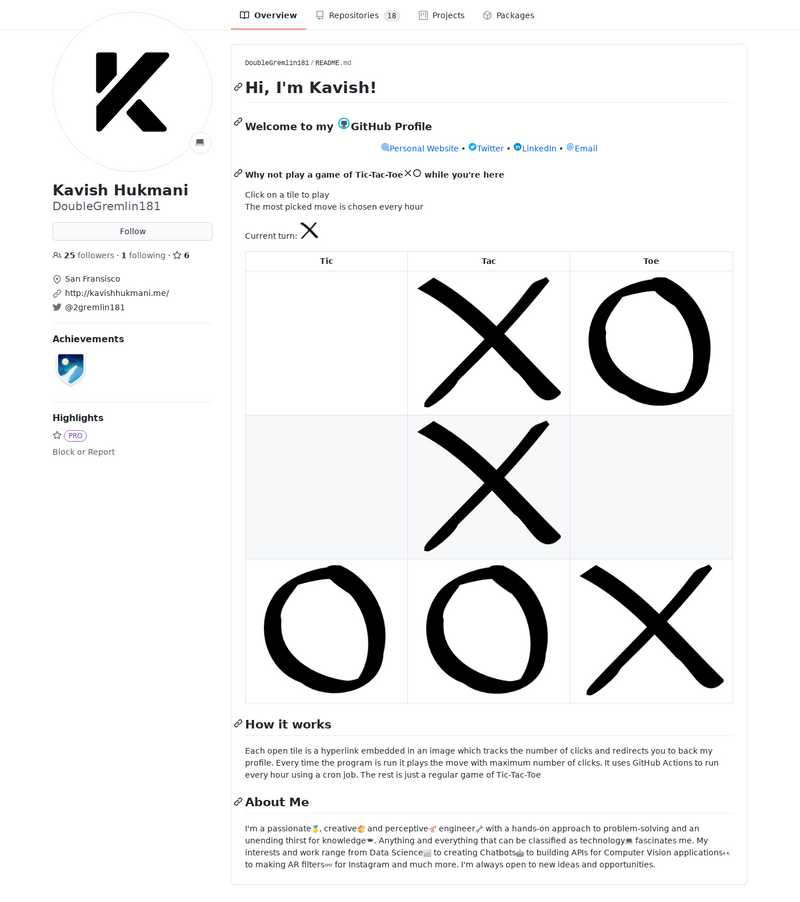 Overview
Repositories 18
Projects
Packages
Kavish Hukmani
DoubleGremlin181
Follow
25 followers · 1 following · 6
San Fransisco
http://kavishhukmani.me/
@2gremlin181
Achievements
Highlights
PRO
Block or Report
DoubleGremlin181/README.md
Hi, I'm Kavish!
Welcome to my GitHub Profile
Personal Website • Twitter • LinkedIn • Email
Why not play a game of Tic-Tac-Toe while you're here
Click on a tile to play
The most picked move is chosen every hour
Current turn:
Tic Tac Toe
How it works
Each open tile is a hyperlink embedded in an image which tracks the number of clicks and redirects you to back my
profile. Every time the program is run it plays the move with maximum number of clicks. It uses GitHub Actions to run
every hour using a cron job. The rest is just a regular game of Tic-Tac-Toe
About Me
I'm a passionate, creative and perceptive engineer with a hands-on approach to problem-solving and an
unending thirst for knowledge. Anything and everything that can be classified as technology fascinates me. My
interests and work range from Data Science to creating Chatbots to building APIs for Computer Vision applications
to making AR filters for Instagram and much more. I'm always open to new ideas and opportunities.